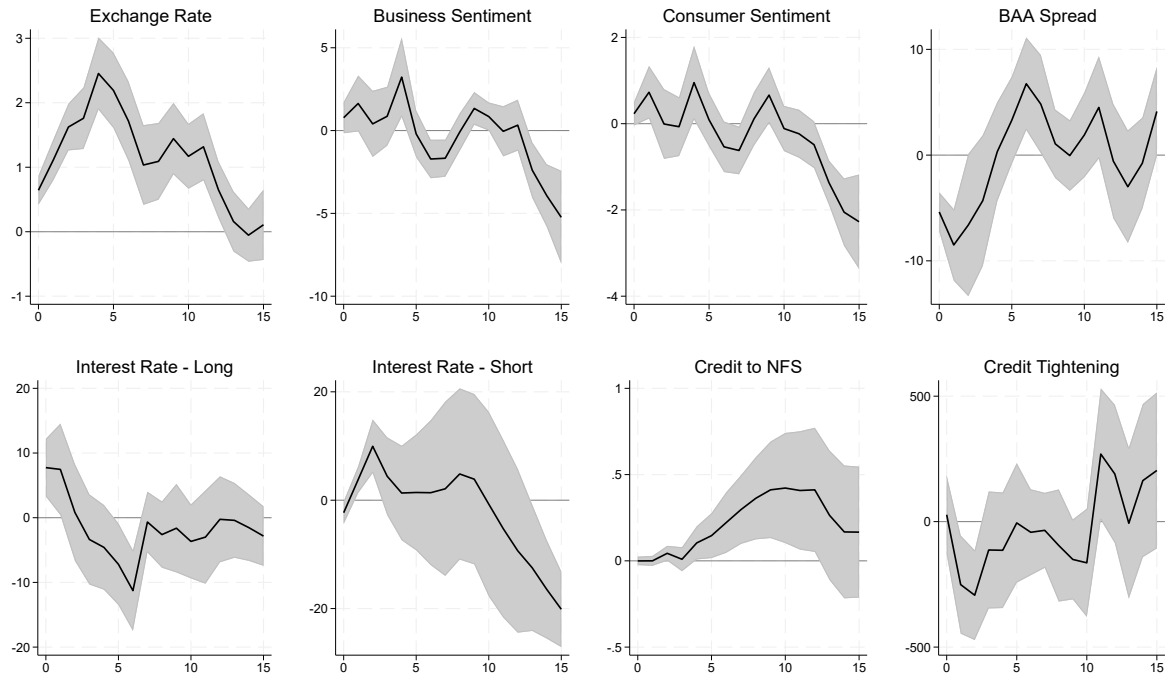 Exchange Rate
3
2
1
0
-1
0 5 10 15
Business Sentiment
5
0
-5
-10
0 5 10 15
Consumer Sentiment
2
0
-2
-4
0 5 10 15
BAA Spread
10
0
-10
0 5 10 15
Interest Rate - Long
20
10
0
-10
-20
0 5 10 15
Interest Rate - Short
20
0
-20
0 5 10 15
Credit to NFS
1
.5
0
-.5
0 5 10 15
Credit Tightening
500
0
-500
0 5 10 15